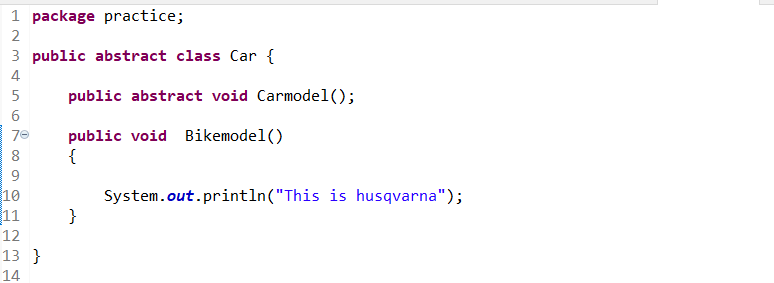 1 package practice;
2
3 public abstract class Car {
4
5     public abstract void Carmodel();
6
7     public void  Bikemodel()
8     {
9
10         System.out.println("This is husqvarna");
11     }
12
13 }
14